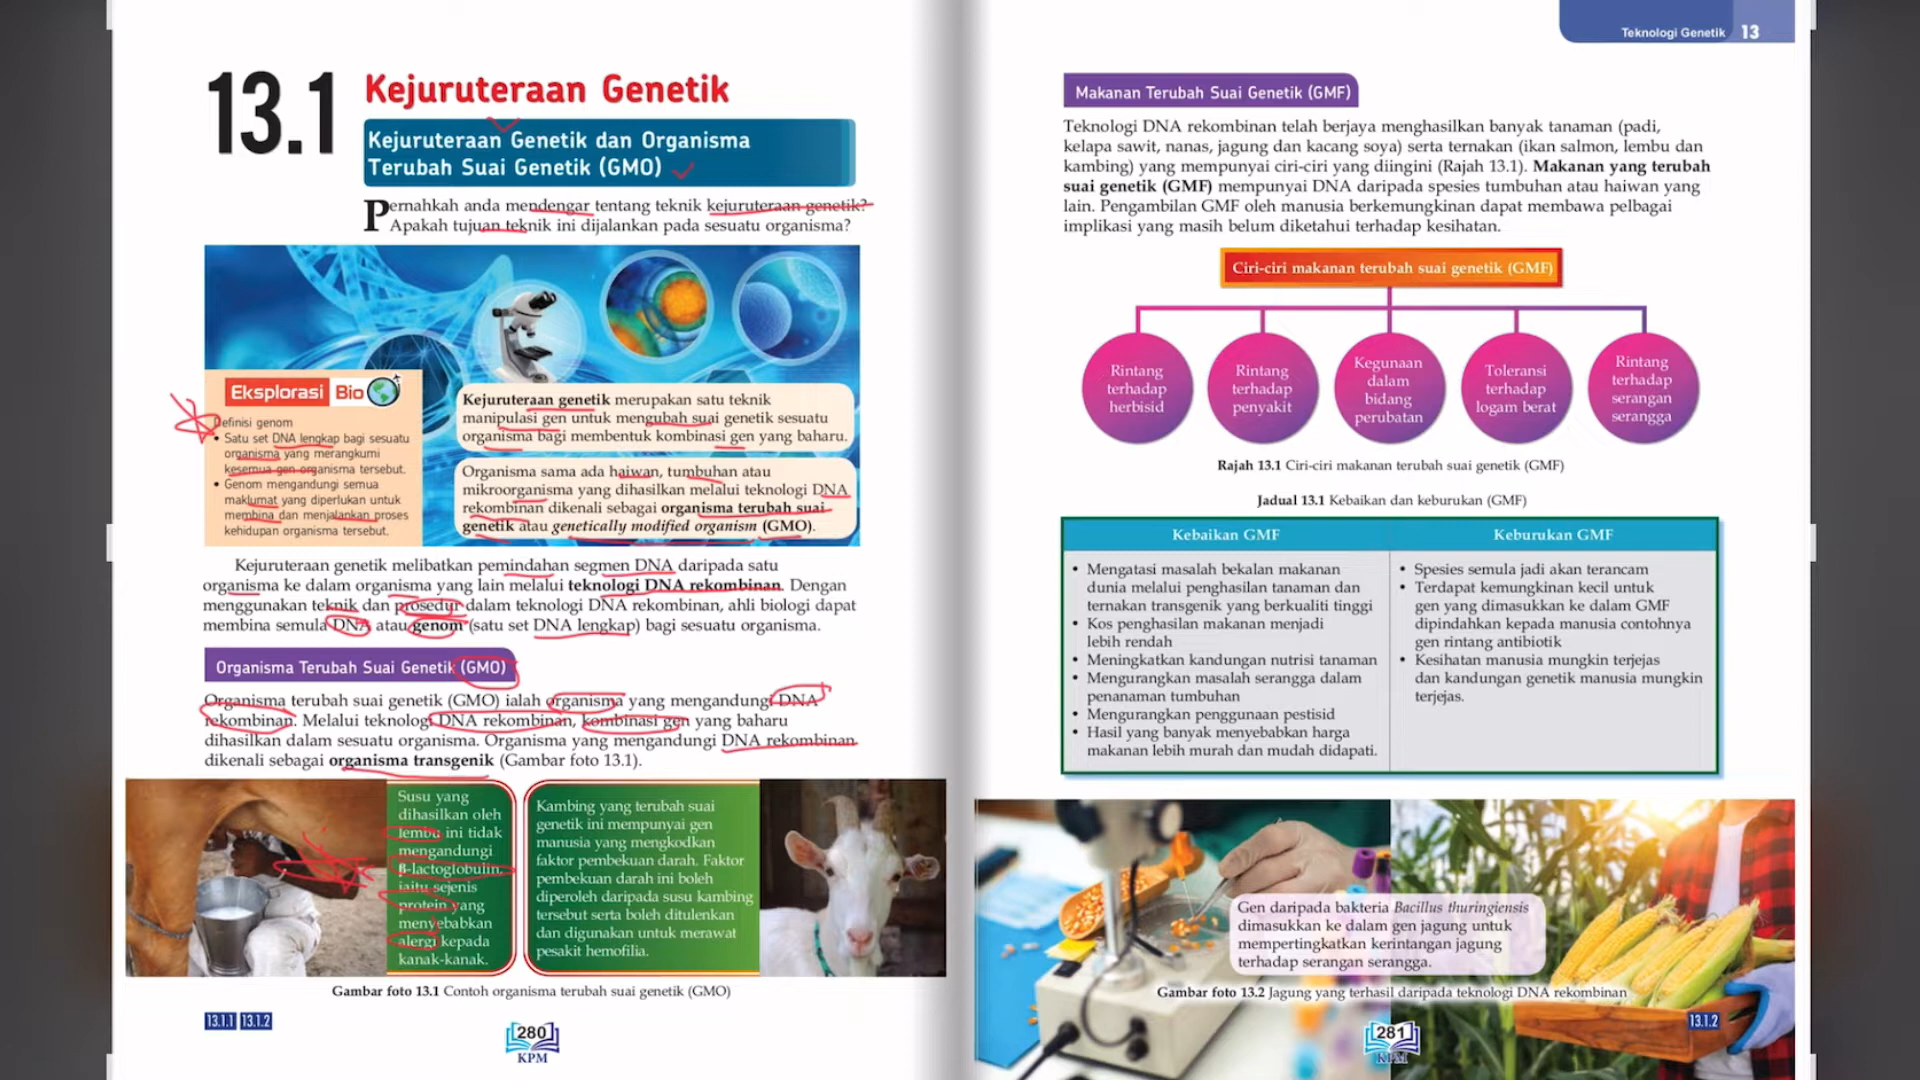 13.1
Kejuruteraan Genetik
Kejuruteraan Genetik dan Organisma
Terubah Suai Genetik (GMO)
Pernahkah anda mendengar tentang teknik kejuruteraan genetik?
Apakah tujuan teknik ini dijalankan pada sesuatu organisma?
Eksplorasi Bio
Definisi genom
• Satu set DNA lengkap bagi sesuatu
organisma yang merangkumi
kesemua gen organisma tersebut.
• Genom mengandungi semua
maklumat yang diperlukan untuk
membina dan menjalankan proses
kehidupan organisma tersebut.
Kejuruteraan genetik merupakan satu teknik
manipulasi gen untuk mengubah suai genetik sesuatu
organisma bagi membentuk kombinasi gen yang baharu.
Organisma sama ada haiwan, tumbuhan atau
mikroorganisma yang dihasilkan melalui teknologi DNA
rekombinan dikenali sebagai organisma terubah suai
genetik atau genetically modified organism (GMO).
Kejuruteraan genetik melibatkan pemindahan segmen DNA daripada satu
organisma ke dalam organisma yang lain melalui teknologi DNA rekombinan. Dengan
menggunakan teknik dan prosedur dalam teknologi DNA rekombinan, ahli biologi dapat
membina semula DNA atau genom (satu set DNA lengkap) bagi sesuatu organisma.
Organisma Terubah Suai Genetik (GMO)
Organisma terubah suai genetik (GMO) ialah organisma yang mengandungi DNA
rekombinan. Melalui teknologi DNA rekombinan, kombinasi gen yang baharu
dihasilkan dalam sesuatu organisma. Organisma yang mengandungi DNA rekombinan
dikenali sebagai organisma transgenik (Gambar foto 13.1).
Susu yang
dihasilkan oleh
lembu ini tidak
mengandungi
β-lactoglobulin,
iaitu sejenis
protein yang
menyebabkan
alergi kepada
kanak-kanak.
Kambing yang terubah suai
genetik ini mempunyai gen
manusia yang mengkodkan
faktor pembekuan darah. Faktor
pembekuan darah ini boleh
diperoleh daripada susu kambing
tersebut serta boleh ditulenkan
dan digunakan untuk merawat
pesakit hemofilia.
Gambar foto 13.1 Contoh organisma terubah suai genetik (GMO)
13.1.1 13.1.2
280
KPM
Teknologi Genetik 13
Makanan Terubah Suai Genetik (GMF)
Teknologi DNA rekombinan telah berjaya menghasilkan banyak tanaman (padi,
kelapa sawit, nanas, jagung dan kacang soya) serta ternakan (ikan salmon, lembu dan
kambing) yang mempunyai ciri-ciri yang diingini (Rajah 13.1). Makanan yang terubah
suai genetik (GMF) mempunyai DNA daripada spesies tumbuhan atau haiwan yang
lain. Pengambilan GMF oleh manusia berkemungkinan dapat membawa pelbagai
implikasi yang masih belum diketahui terhadap kesihatan.
Ciri-ciri makanan terubah suai genetik (GMF)
Rintang
terhadap
herbisid
Rintang
terhadap
penyakit
Kegunaan
dalam
bidang
perubatan
Toleransi
terhadap
logam berat
Rintang
terhadap
serangan
serangga
Rajah 13.1 Ciri-ciri makanan terubah suai genetik (GMF)
Jadual 13.1 Kebaikan dan keburukan (GMF)
Kebaikan GMF
• Mengatasi masalah bekalan makanan
dunia melalui penghasilan tanaman dan
ternakan transgenik yang berkualiti tinggi
• Kos penghasilan makanan menjadi
lebih rendah
• Meningkatkan kandungan nutrisi tanaman
• Mengurangkan masalah serangga dalam
penanaman tumbuhan
• Mengurangkan penggunaan pestisid
• Hasil yang banyak menyebabkan harga
makanan lebih murah dan mudah didapati.
Keburukan GMF
• Spesies semula jadi akan terancam
• Terdapat kemungkinan kecil untuk
gen yang dimasukkan ke dalam GMF
dipindahkan kepada manusia contohnya
gen rintang antibiotik
• Kesihatan manusia mungkin terjejas
dan kandungan genetik manusia mungkin
terjejas.
Gen daripada bakteria Bacillus thuringiensis
dimasukkan ke dalam gen jagung untuk
mempertingkatkan kerintangan jagung
terhadap serangan serangga.
Gambar foto 13.2 Jagung yang terhasil daripada teknologi DNA rekombinan
13.1.2
281
KPM